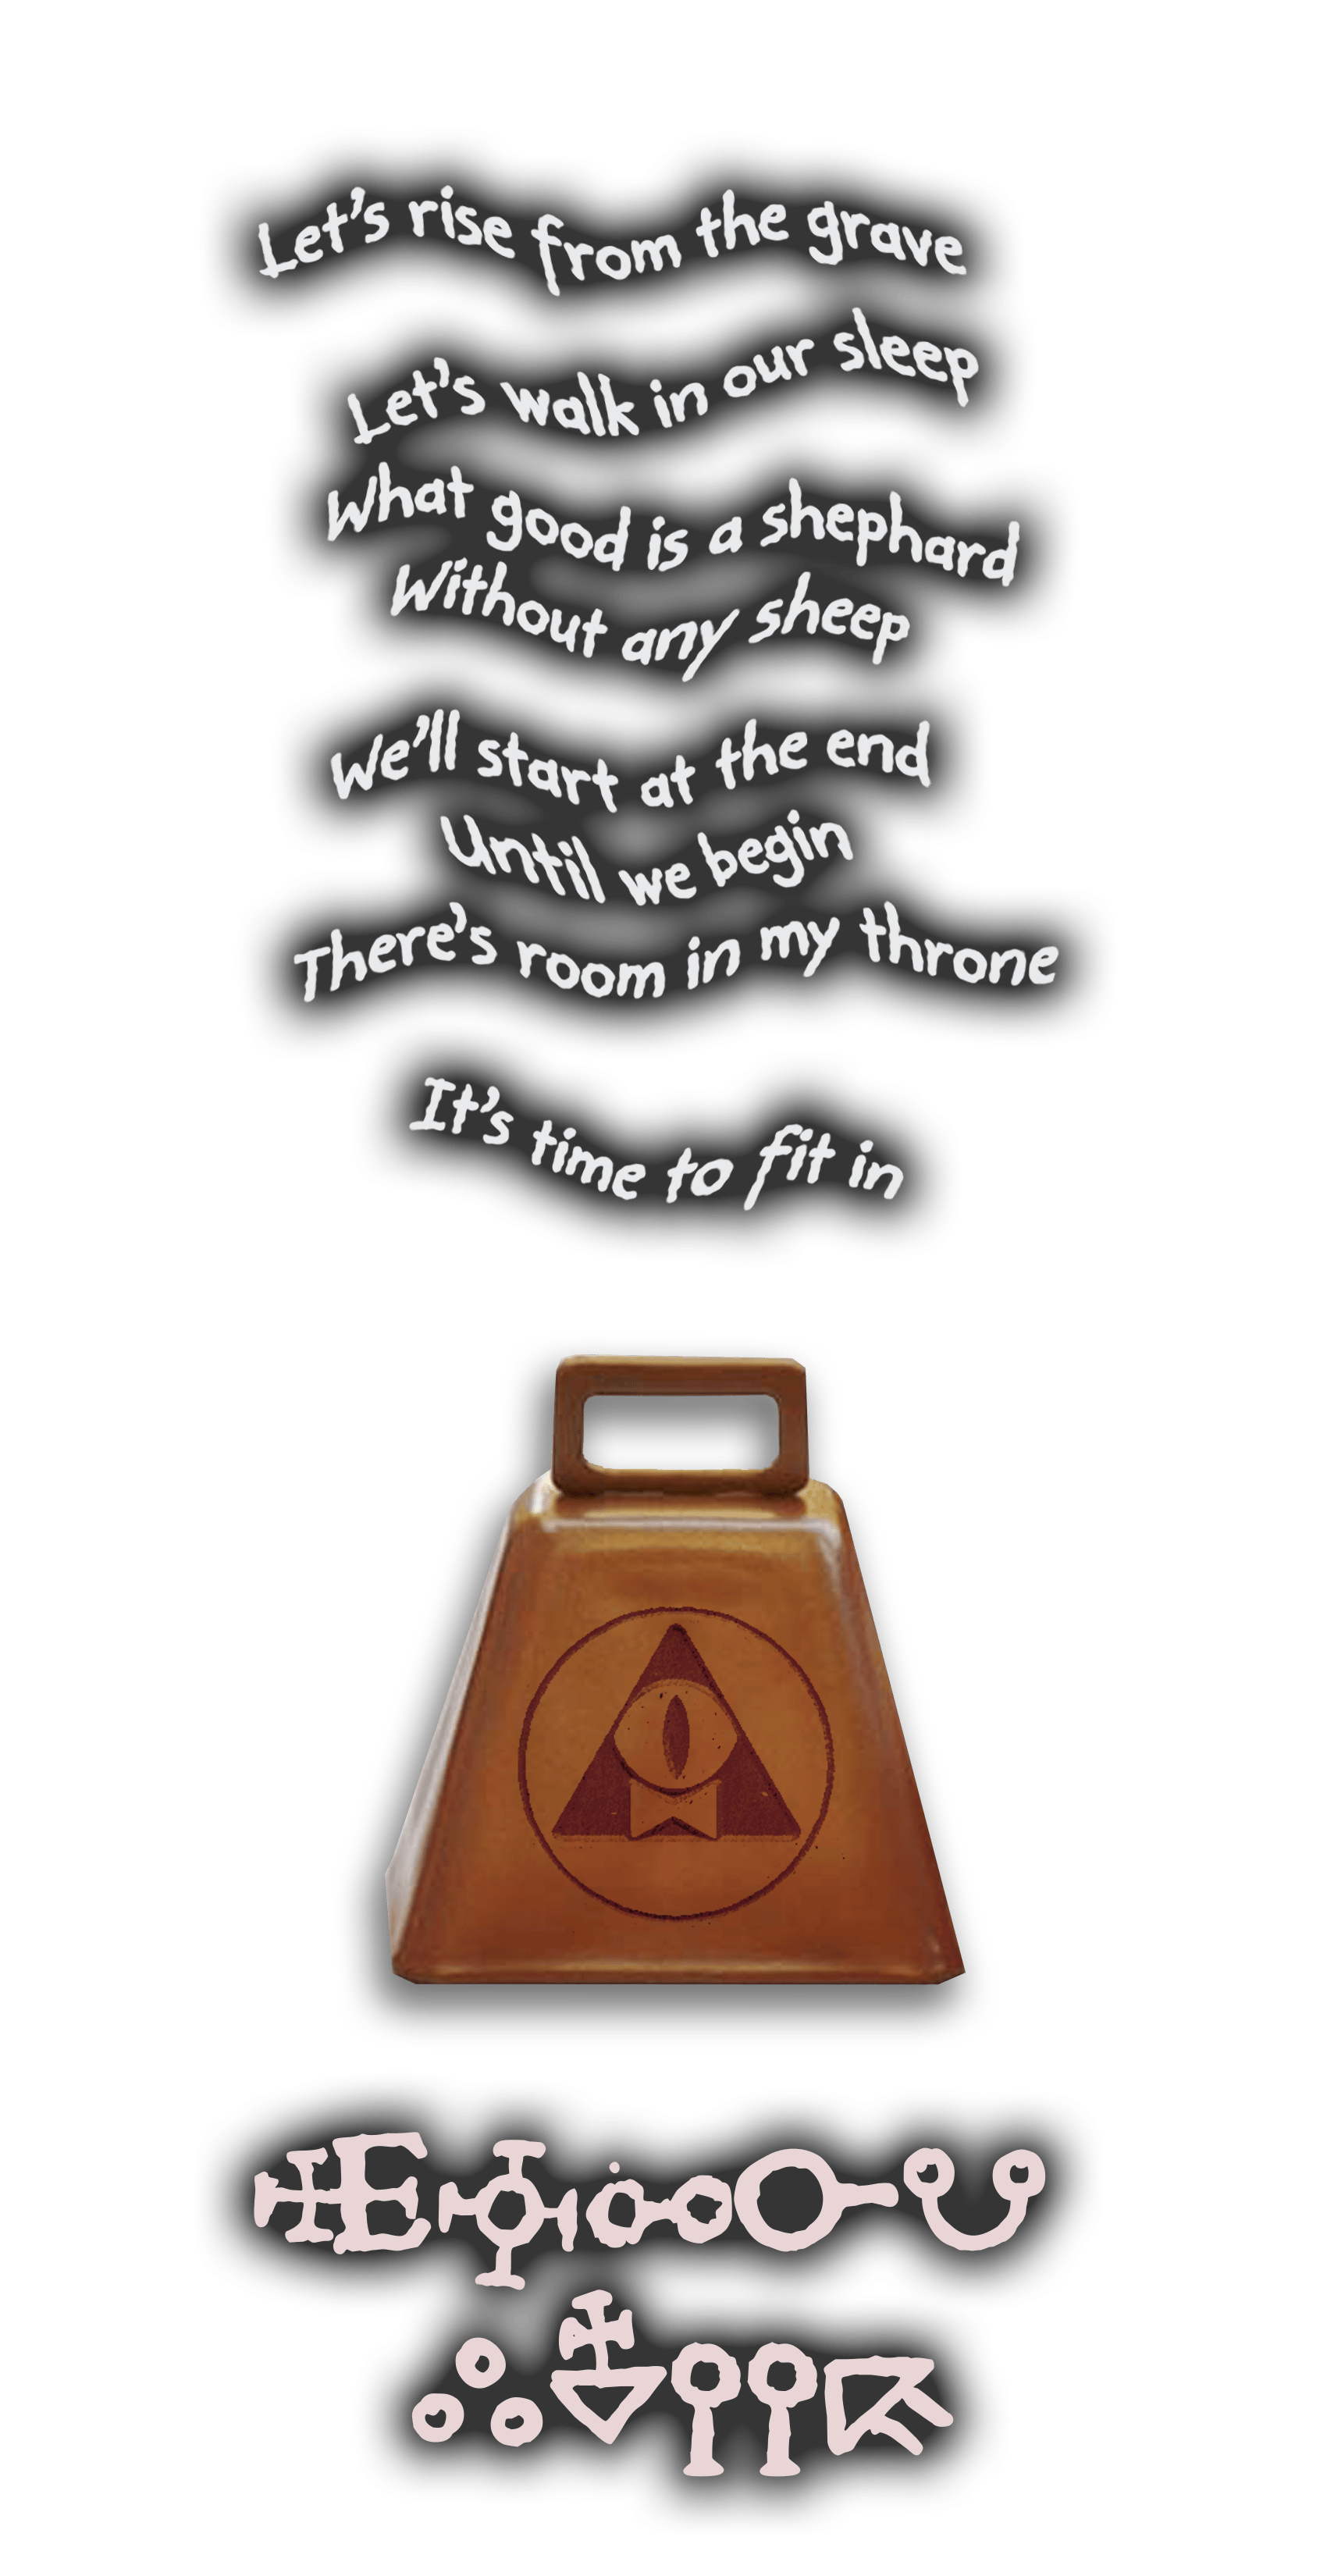 Let's rise from the grave
Let's walk in our sleep
What good is a shephard
Without any sheep
We'll start at the end
Until we begin
There's room in my throne
It's time to fit in